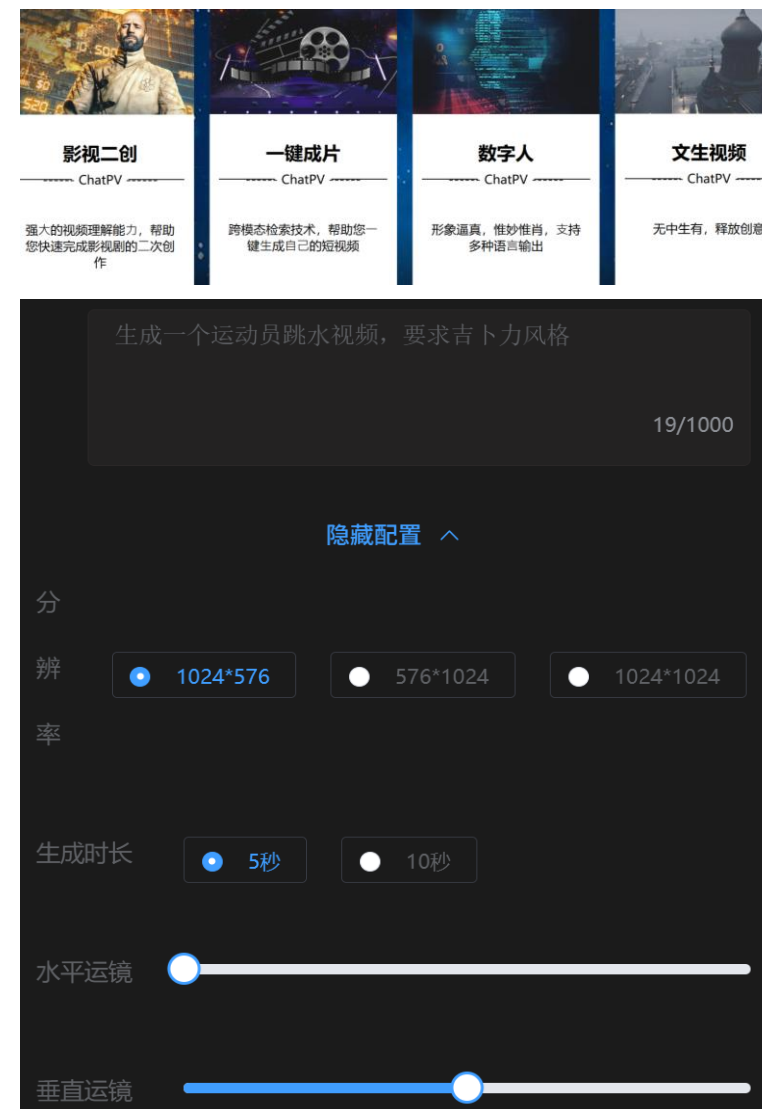 影视二创
------ ChatPV ------
强大的视频理解能力，帮助
您快速完成影视剧的二次创
作
一键成片
------ ChatPV ------
跨模态检索技术，帮助您一
键生成自己的短视频
数字人
------ ChatPV ------
形象逼真，惟妙惟肖，支持
多种语言输出
文生视频
------ ChatPV ----
无中生有，释放创意
生成一个运动员跳水视频，要求吉卜力风格
19/1000
隐藏配置
分
辨
率
1024*576
576*1024
1024*1024
生成时长
5秒
10秒
水平运镜
垂直运镜